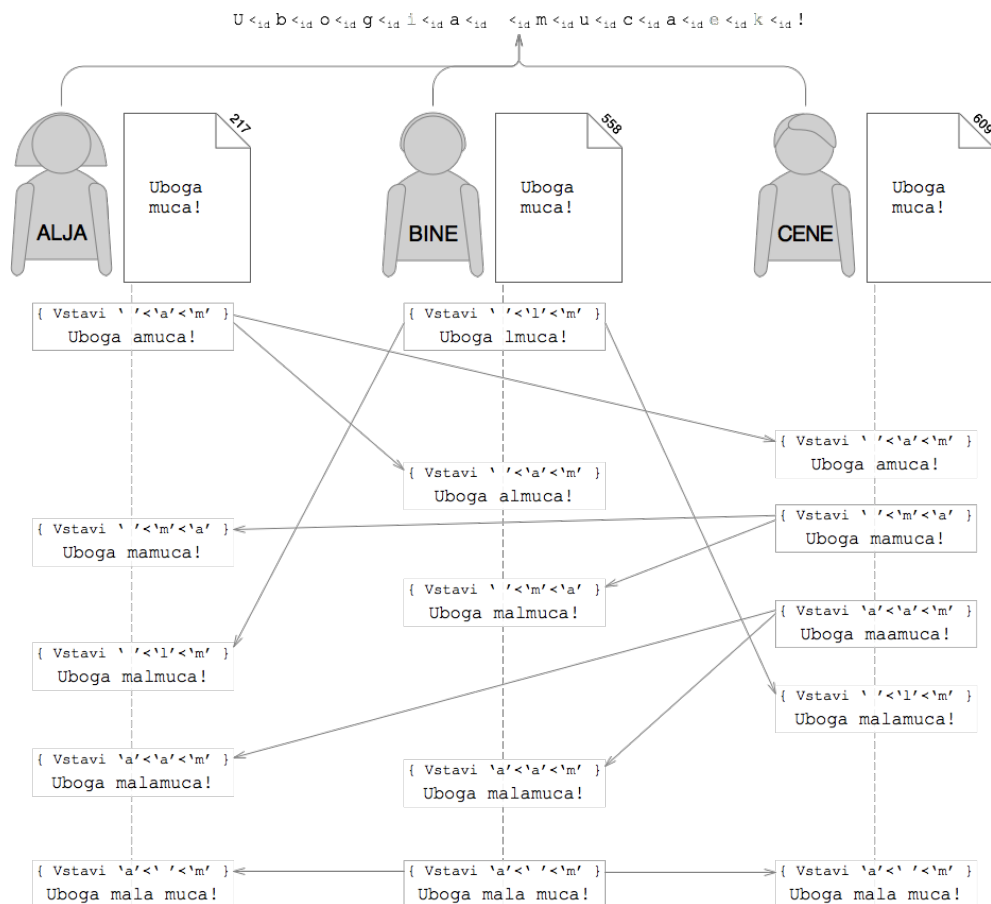 U <id b <id o <id g <id i <id a <id   <id m <id u <id c <id a <id e <id k <id !
217
558
609
Uboga
muca!
Uboga
muca!
Uboga
muca!
ALJA
BINE
CENE
{ Vstavi ‘ ’<‘a’<‘m’ }
Uboga amuca!
{ Vstavi ‘ ’<‘l’<‘m’ }
Uboga lmuca!
{ Vstavi ‘ ’<‘a’<‘m’ }
Uboga amuca!
{ Vstavi ‘ ’<‘a’<‘m’ }
Uboga almuca!
{ Vstavi ‘ ’<‘m’<‘a’ }
Uboga mamuca!
{ Vstavi ‘ ’<‘m’<‘a’ }
Uboga mamuca!
{ Vstavi ‘ ’<‘m’<‘a’ }
Uboga malmuca!
{ Vstavi ‘a’<‘a’<‘m’ }
Uboga maamuca!
{ Vstavi ‘ ’<‘l’<‘m’ }
Uboga malmuca!
{ Vstavi ‘ ’<‘l’<‘m’ }
Uboga malamuca!
{ Vstavi ‘a’<‘a’<‘m’ }
Uboga malamuca!
{ Vstavi ‘a’<‘a’<‘m’ }
Uboga malamuca!
{ Vstavi ‘a’<‘ ’<‘m’ }
Uboga mala muca!
{ Vstavi ‘a’<‘ ’<‘m’ }
Uboga mala muca!
{ Vstavi ‘a’<‘ ’<‘m’ }
Uboga mala muca!